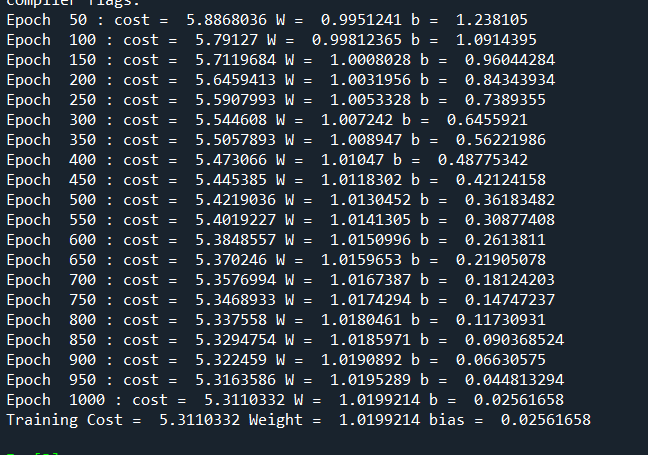 compiler flags.
Epoch  50 : cost =  5.8868036 W =  0.9951241 b =  1.238105
Epoch  100 : cost =  5.79127 W =  0.99812365 b =  1.0914395
Epoch  150 : cost =  5.7119684 W =  1.0008028 b =  0.96044284
Epoch  200 : cost =  5.6459413 W =  1.0031956 b =  0.84343934
Epoch  250 : cost =  5.5907993 W =  1.0053328 b =  0.7389355
Epoch  300 : cost =  5.544608 W =  1.007242 b =  0.6455921
Epoch  350 : cost =  5.5057893 W =  1.008947 b =  0.56221986
Epoch  400 : cost =  5.473066 W =  1.01047 b =  0.48775342
Epoch  450 : cost =  5.445385 W =  1.0118302 b =  0.42124158
Epoch  500 : cost =  5.4219036 W =  1.0130452 b =  0.36183482
Epoch  550 : cost =  5.4019227 W =  1.0141305 b =  0.30877408
Epoch  600 : cost =  5.3848557 W =  1.0150996 b =  0.2613811
Epoch  650 : cost =  5.370246 W =  1.0159653 b =  0.21905078
Epoch  700 : cost =  5.3576994 W =  1.0167387 b =  0.18124203
Epoch  750 : cost =  5.3468933 W =  1.0174294 b =  0.14747237
Epoch  800 : cost =  5.337558 W =  1.0180461 b =  0.11730931
Epoch  850 : cost =  5.3294754 W =  1.0185971 b =  0.090368524
Epoch  900 : cost =  5.322459 W =  1.0190892 b =  0.06630575
Epoch  950 : cost =  5.3163586 W =  1.0195289 b =  0.044813294
Epoch  1000 : cost =  5.3110332 W =  1.0199214 b =  0.02561658
Training Cost =  5.3110332 Weight =  1.0199214 bias =  0.02561658